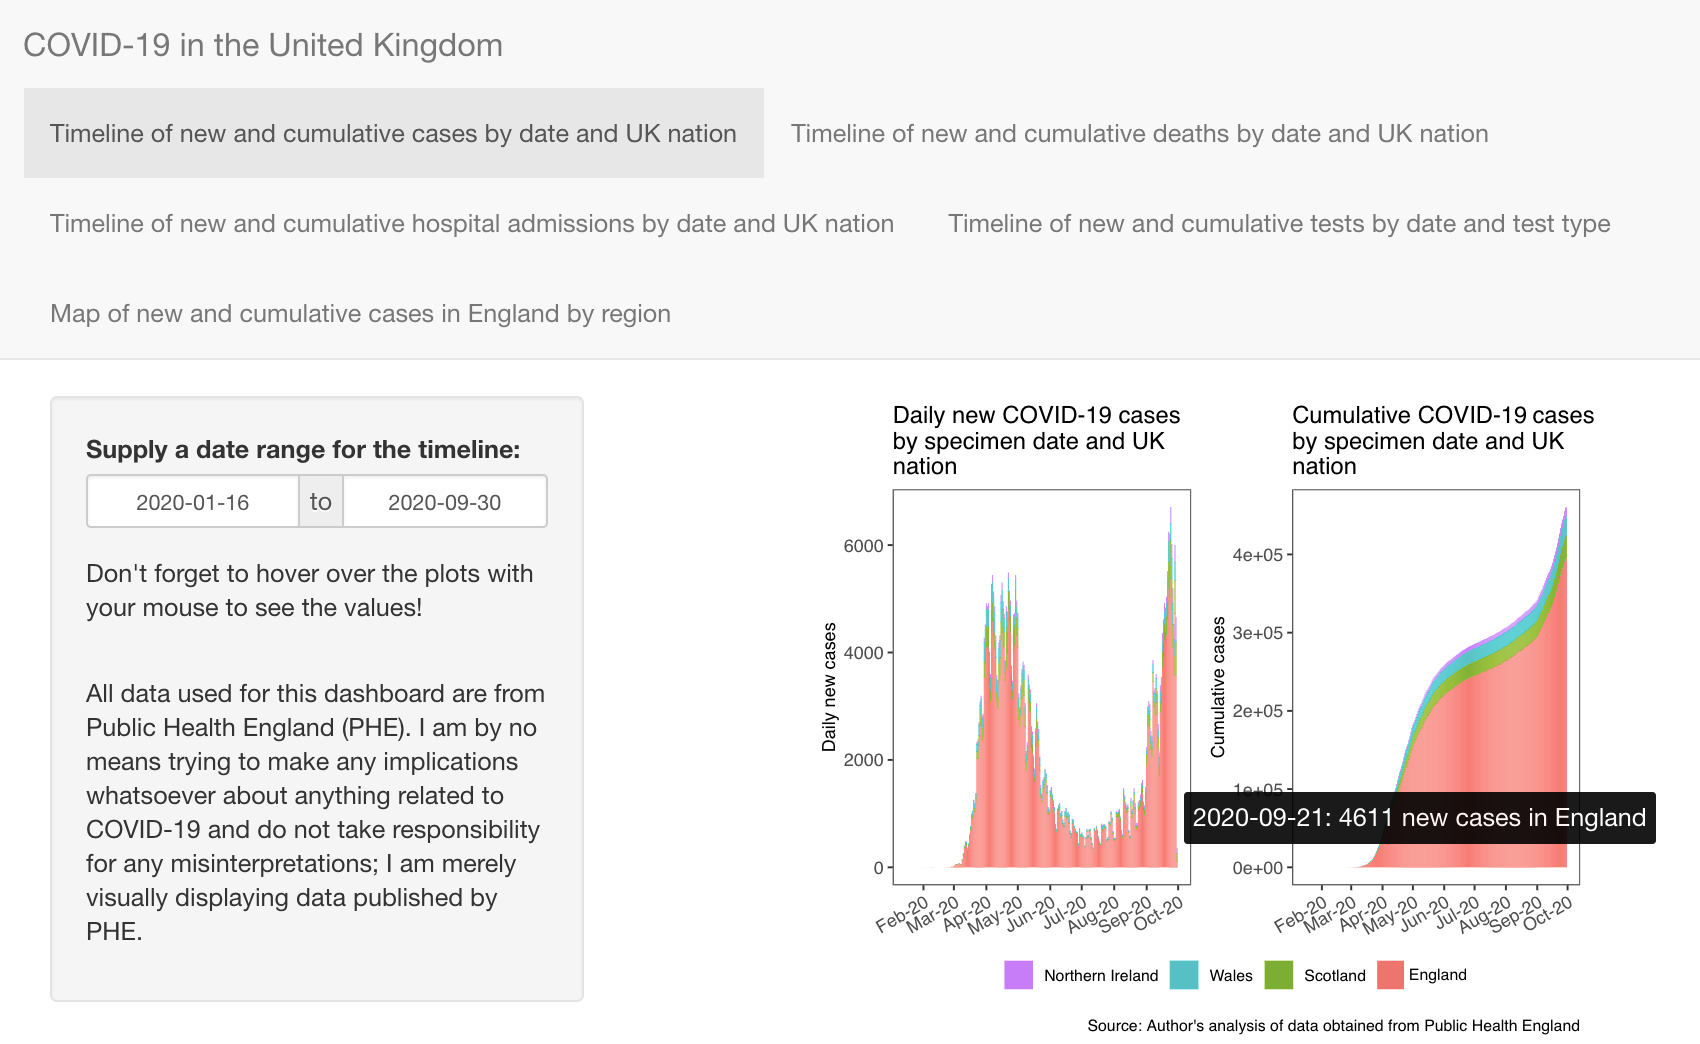 COVID-19 in the United Kingdom
Timeline of new and cumulative cases by date and UK nation
Timeline of new and cumulative deaths by date and UK nation
Timeline of new and cumulative hospital admissions by date and UK nation
Timeline of new and cumulative tests by date and test type
Map of new and cumulative cases in England by region
Supply a date range for the timeline:
2020-01-16 to 2020-09-30
Don't forget to hover over the plots with
your mouse to see the values!
All data used for this dashboard are from
Public Health England (PHE). I am by no
means trying to make any implications
whatsoever about anything related to
COVID-19 and do not take responsibility
for any misinterpretations; I am merely
visually displaying data published by
PHE.
Daily new COVID-19 cases
by specimen date and UK
nation
Daily new cases
6000
4000
2000
0
Feb-20 Mar-20 Apr-20 May-20 Jun-20 Jul-20 Aug-20 Sep-20 Oct-20
Cumulative COVID-19 cases
by specimen date and UK
nation
Cumulative cases
4e+05
3e+05
2e+05
1e+05
0e+00
Feb-20 Mar-20 Apr-20 May-20 Jun-20 Jul-20 Aug-20 Sep-20 Oct-20
2020-09-21: 4611 new cases in England
Northern Ireland Wales Scotland England
Source: Author's analysis of data obtained from Public Health England